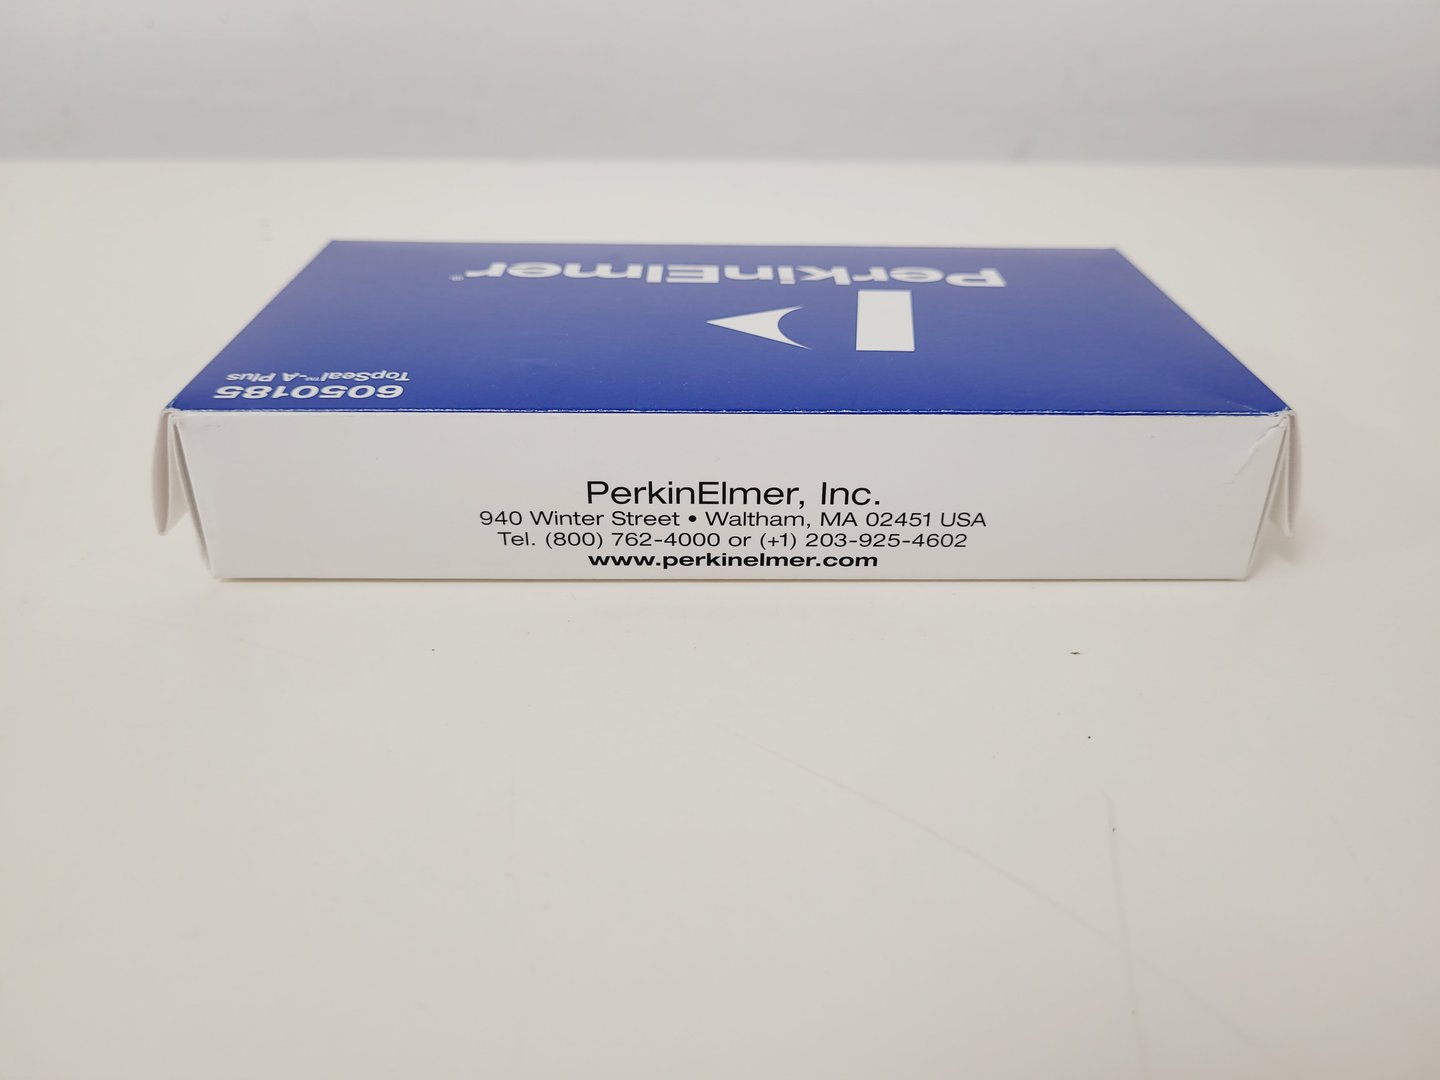 PerkinElmer®
6050185
TopSeal™-A Plus
PerkinElmer, Inc.
940 Winter Street • Waltham, MA 02451 USA
Tel. (800) 762-4000 or (+1) 203-925-4602
www.perkinelmer.com